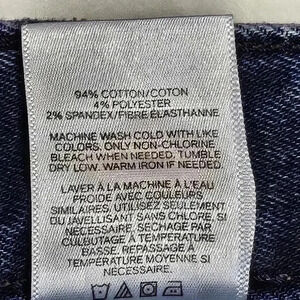 94% COTTON/COTON
4% POLYESTER
2% SPANDEX/FIBRE ÉLASTHANNE
MACHINE WASH COLD WITH LIKE
COLORS. ONLY NON-CHLORINE
BLEACH WHEN NEEDED. TUMBLE
DRY LOW. WARM IRON IF NEEDED.
LAVER À LA MACHINE À L'EAU
FROIDE AVEC COULEURS
SIMILAIRES. UTILISEZ SEULEMENT
DU JAVELLISANT SANS CHLORE, SI
NÉCESSAIRE. SÉCHAGE PAR
CULBUTAGE À TEMPÉRATURE
BASSE. REPASSAGE À
TEMPÉRATURE MOYENNE SI
NÉCESSAIRE.